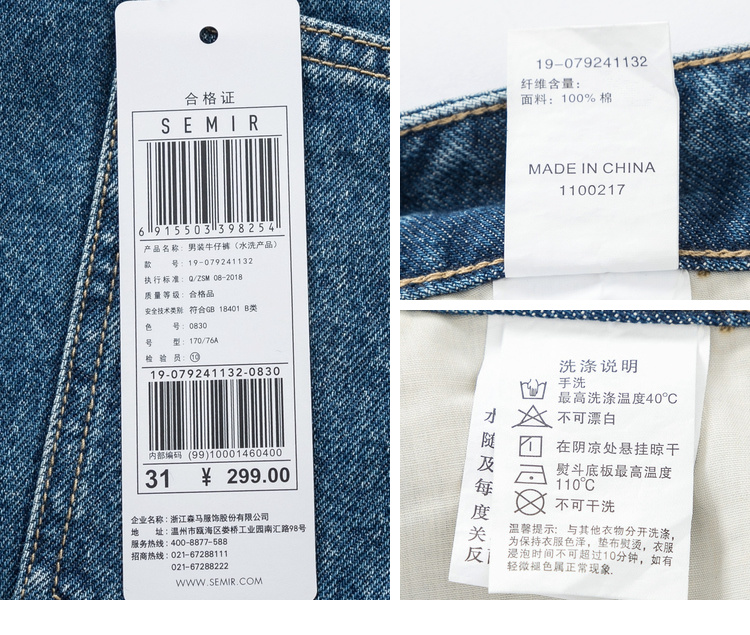 合格证
SEMIR
6 915503 398254
产品名称: 男装牛仔裤（水洗产品）
款 号: 19-079241132
执行标准: Q/ZSM 08-2018
质量等级: 合格品
安全技术类别: 符合GB 18401 B类
色 号: 0830
号 型: 170/76A
检 验 员: ⑩
19-079241132-0830
内部编码 (99)10001460400
31 ¥ 299.00
企业名称: 浙江森马服饰股份有限公司
地 址: 温州市瓯海区娄桥工业园南汇路98号
服务热线: 400-8877-588
招商热线: 021-67288111
021-67288222
WWW.SEMIR.COM
19-079241132
纤维含量:
面料: 100% 棉
MADE IN CHINA
1100217
洗涤说明
手洗
最高洗涤温度40℃
不可漂白
在阴凉处悬挂晾干
熨斗底板最高温度
110℃
不可干洗
温馨提示: 与其他衣物分开洗涤,
为保持衣服色泽, 垫布熨烫, 衣服
浸泡时间不可超过10分钟, 如有
轻微褪色属正常现象.
水
随
及
每
度
关
反